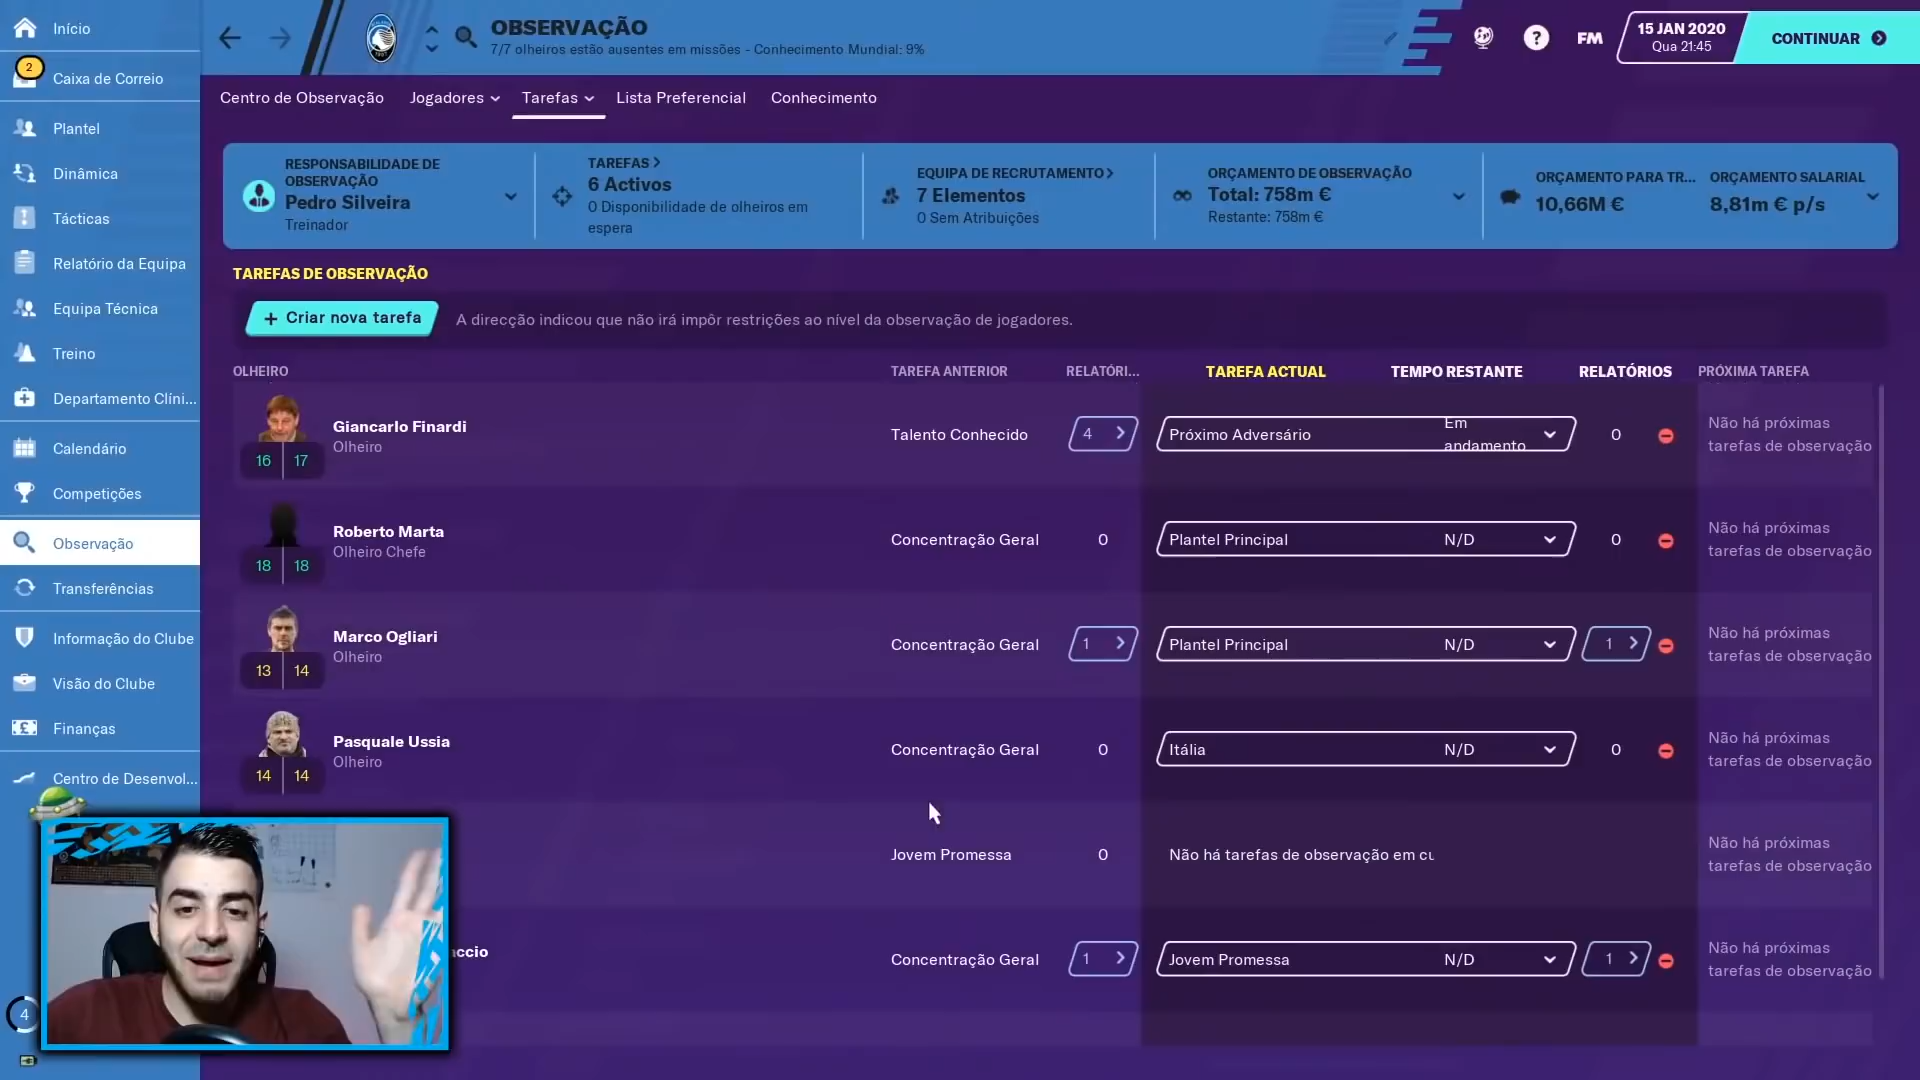 Início
2
Caixa de Correio
Plantel
Dinâmica
Tácticas
Relatório da Equipa
Equipa Técnica
Treino
Departamento Clíni...
Calendário
Competições
Observação
Transferências
Informação do Clube
Visão do Clube
Finanças
Centro de Desenvol...
4
OBSERVAÇÃO
7/7 olheiros estão ausentes em missões - Conhecimento Mundial: 9%
?
FM
15 JAN 2020
Qua 21:45
CONTINUAR
Centro de Observação
Jogadores
Tarefas
Lista Preferencial
Conhecimento
RESPONSABILIDADE DE
OBSERVAÇÃO
Pedro Silveira
Treinador
TAREFAS >
6 Activos
0 Disponibilidade de olheiros em
espera
EQUIPA DE RECRUTAMENTO >
7 Elementos
0 Sem Atribuições
ORÇAMENTO DE OBSERVAÇÃO
Total: 758m €
Restante: 758m €
ORÇAMENTO PARA TR...
10,66M €
ORÇAMENTO SALARIAL
8,81m € p/s
TAREFAS DE OBSERVAÇÃO
+ Criar nova tarefa
A direcção indicou que não irá impôr restrições ao nível da observação de jogadores.
OLHEIRO
TAREFA ANTERIOR
RELATÓRI...
TAREFA ACTUAL
TEMPO RESTANTE
RELATÓRIOS
PRÓXIMA TAREFA
Giancarlo Finardi
Olheiro
16 17
Talento Conhecido
4 >
Próximo Adversário
Em
andamento
0
Não há próximas
tarefas de observação
Roberto Marta
Olheiro Chefe
18 18
Concentração Geral
0
Plantel Principal
N/D
0
Não há próximas
tarefas de observação
Marco Ogliari
Olheiro
13 14
Concentração Geral
1 >
Plantel Principal
N/D
1 >
Não há próximas
tarefas de observação
Pasquale Ussia
Olheiro
14 14
Concentração Geral
0
Itália
N/D
0
Não há próximas
tarefas de observação
Jovem Promessa
0
Não há tarefas de observação em cu
Não há próximas
tarefas de observação
accio
Concentração Geral
1 >
Jovem Promessa
N/D
1 >
Não há próximas
tarefas de observação